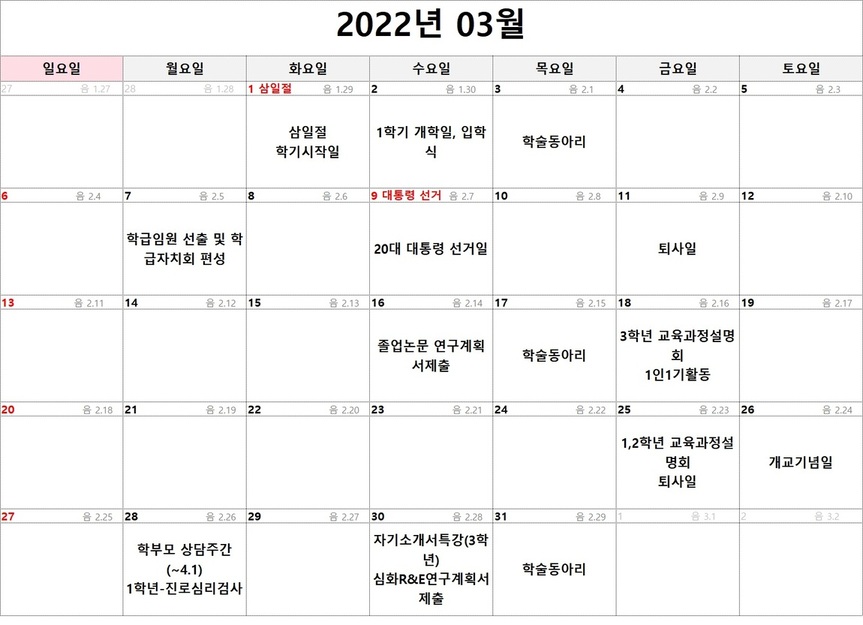 2022년 03월
일요일 월요일 화요일 수요일 목요일 금요일 토요일
27 음 1.27 28 음 1.28 1 삼일절 음 1.29 2 음 1.30 3 음 2.1 4 음 2.2 5 음 2.3
삼일절
학기시작일
1학기 개학일, 입학
식
학술동아리
6 음 2.4 7 음 2.5 8 음 2.6 9 대통령 선거 음 2.7 10 음 2.8 11 음 2.9 12 음 2.10
학급임원 선출 및 학
급자치회 편성
20대 대통령 선거일
퇴사일
13 음 2.11 14 음 2.12 15 음 2.13 16 음 2.14 17 음 2.15 18 음 2.16 19 음 2.17
졸업논문 연구계획
서제출
학술동아리
3학년 교육과정설명
회
1인1기활동
20 음 2.18 21 음 2.19 22 음 2.20 23 음 2.21 24 음 2.22 25 음 2.23 26 음 2.24
1,2학년 교육과정설
명회
퇴사일
개교기념일
27 음 2.25 28 음 2.26 29 음 2.27 30 음 2.28 31 음 2.29 1 음 3.1 2 음 3.2
학부모 상담주간
(~4.1)
1학년-진로심리검사
자기소개서특강(3학
년)
심화R&E연구계획서
제출
학술동아리